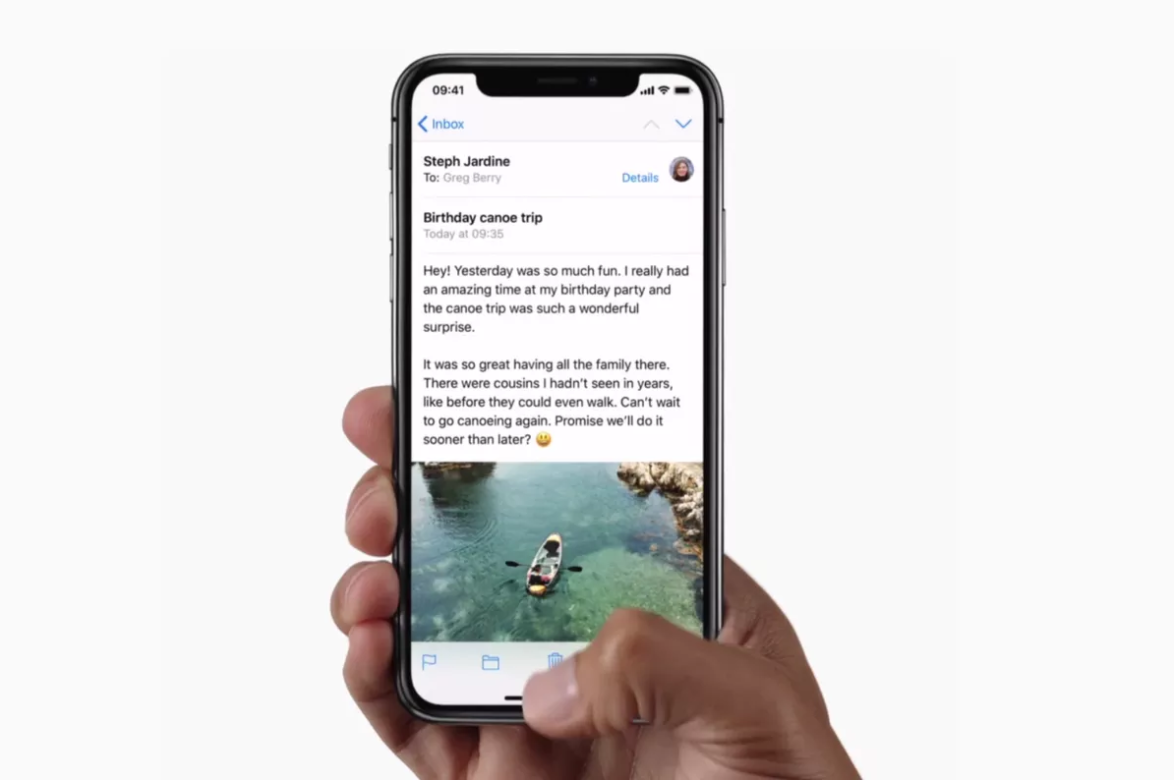 09:41
Inbox
Steph Jardine
To: Greg Berry
Details
Birthday canoe trip
Today at 09:35
Hey! Yesterday was so much fun. I really had
an amazing time at my birthday party and
the canoe trip was such a wonderful
surprise.
It was so great having all the family there.
There were cousins I hadn’t seen in years,
like before they could even walk. Can’t wait
to go canoeing again. Promise we’ll do it
sooner than later? 😃